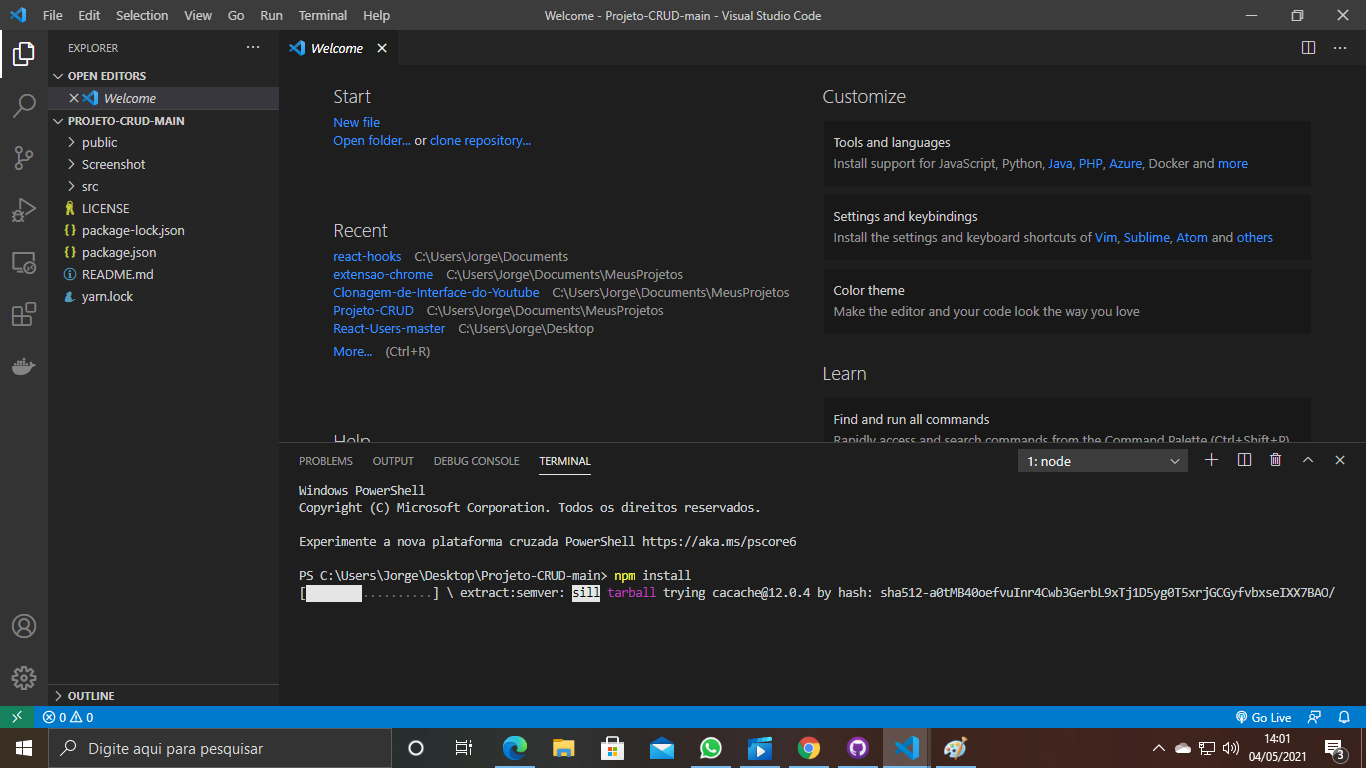 File Edit Selection View Go Run Terminal Help
Welcome - Projeto-CRUD-main - Visual Studio Code
EXPLORER
OPEN EDITORS
Welcome
PROJETO-CRUD-MAIN
public
Screenshot
src
LICENSE
package-lock.json
package.json
README.md
yarn.lock
OUTLINE
Welcome
Start
New file
Open folder... or clone repository...
Recent
react-hooks C:\Users\Jorge\Documents
extensao-chrome C:\Users\Jorge\Documents\MeusProjetos
Clonagem-de-Interface-do-Youtube C:\Users\Jorge\Documents\MeusProjetos
Projeto-CRUD C:\Users\Jorge\Documents\MeusProjetos
React-Users-master C:\Users\Jorge\Desktop
More... (Ctrl+R)
Help
Customize
Tools and languages
Install support for JavaScript, Python, Java, PHP, Azure, Docker and more
Settings and keybindings
Install the settings and keyboard shortcuts of Vim, Sublime, Atom and others
Color theme
Make the editor and your code look the way you love
Learn
Find and run all commands
Rapidly access and search commands from the Command Palette (Ctrl+Shift+P)
PROBLEMS OUTPUT DEBUG CONSOLE TERMINAL
1: node
Windows PowerShell
Copyright (C) Microsoft Corporation. Todos os direitos reservados.
Experimente a nova plataforma cruzada PowerShell https://aka.ms/pscore6
PS C:\Users\Jorge\Desktop\Projeto-CRUD-main> npm install
[        ..........] \ extract:semver: sill tarball trying cacache@12.0.4 by hash: sha512-a0tMB40oefvuInr4Cwb3GerbL9xTj1D5yg0T5xrjGCGyfvbxseIXX7BAO/
0 0
Go Live
Digite aqui para pesquisar
14:01
04/05/2021
3